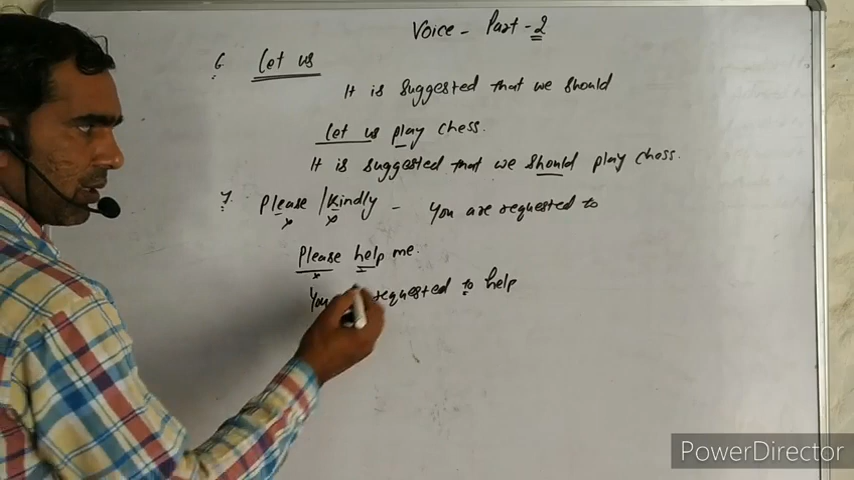 Voice - Part - 2
6. Let us
It is suggested that we should
Let us play chess.
It is suggested that we should play chess.
7. Please / Kindly - You are requested to
Please help me.
You requested to help
PowerDirector